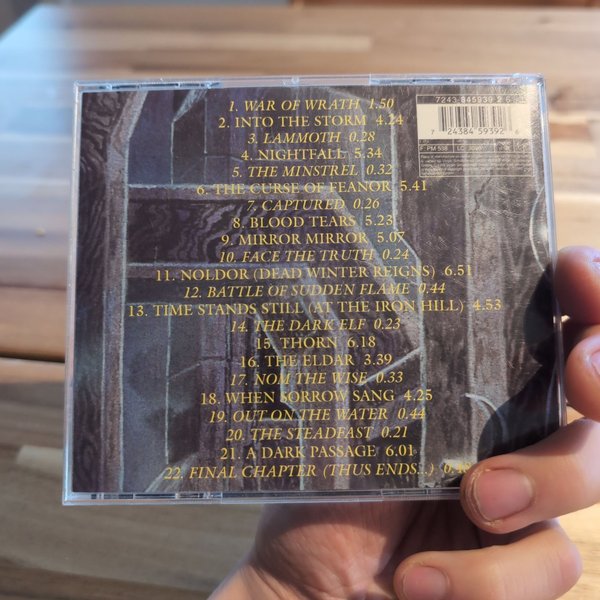 1. WAR OF WRATH 1.50
2. INTO THE STORM 4.24
3. LAMMOTH 0.28
4. NIGHTFALL 5.34
5. THE MINSTREL 0.32
6. THE CURSE OF FEANOR 5.41
7. CAPTURED 0.26
8. BLOOD TEARS 5.23
9. MIRROR MIRROR 5.07
10. FACE THE TRUTH 0.24
11. NOLDOR (DEAD WINTER REIGNS) 6.51
12. BATTLE OF SUDDEN FLAME 0.44
13. TIME STANDS STILL (AT THE IRON HILL) 4.53
14. THE DARK ELF 0.23
15. THORN 6.18
16. THE ELDAR 3.39
17. NOM THE WISE 0.33
18. WHEN SORROW SANG 4.25
19. OUT ON THE WATER 0.44
20. THE STEADFAST 0.21
21. A DARK PASSAGE 6.01
22. FINAL CHAPTER (THUS ENDS...)
7 24384 59392 6
PM 538